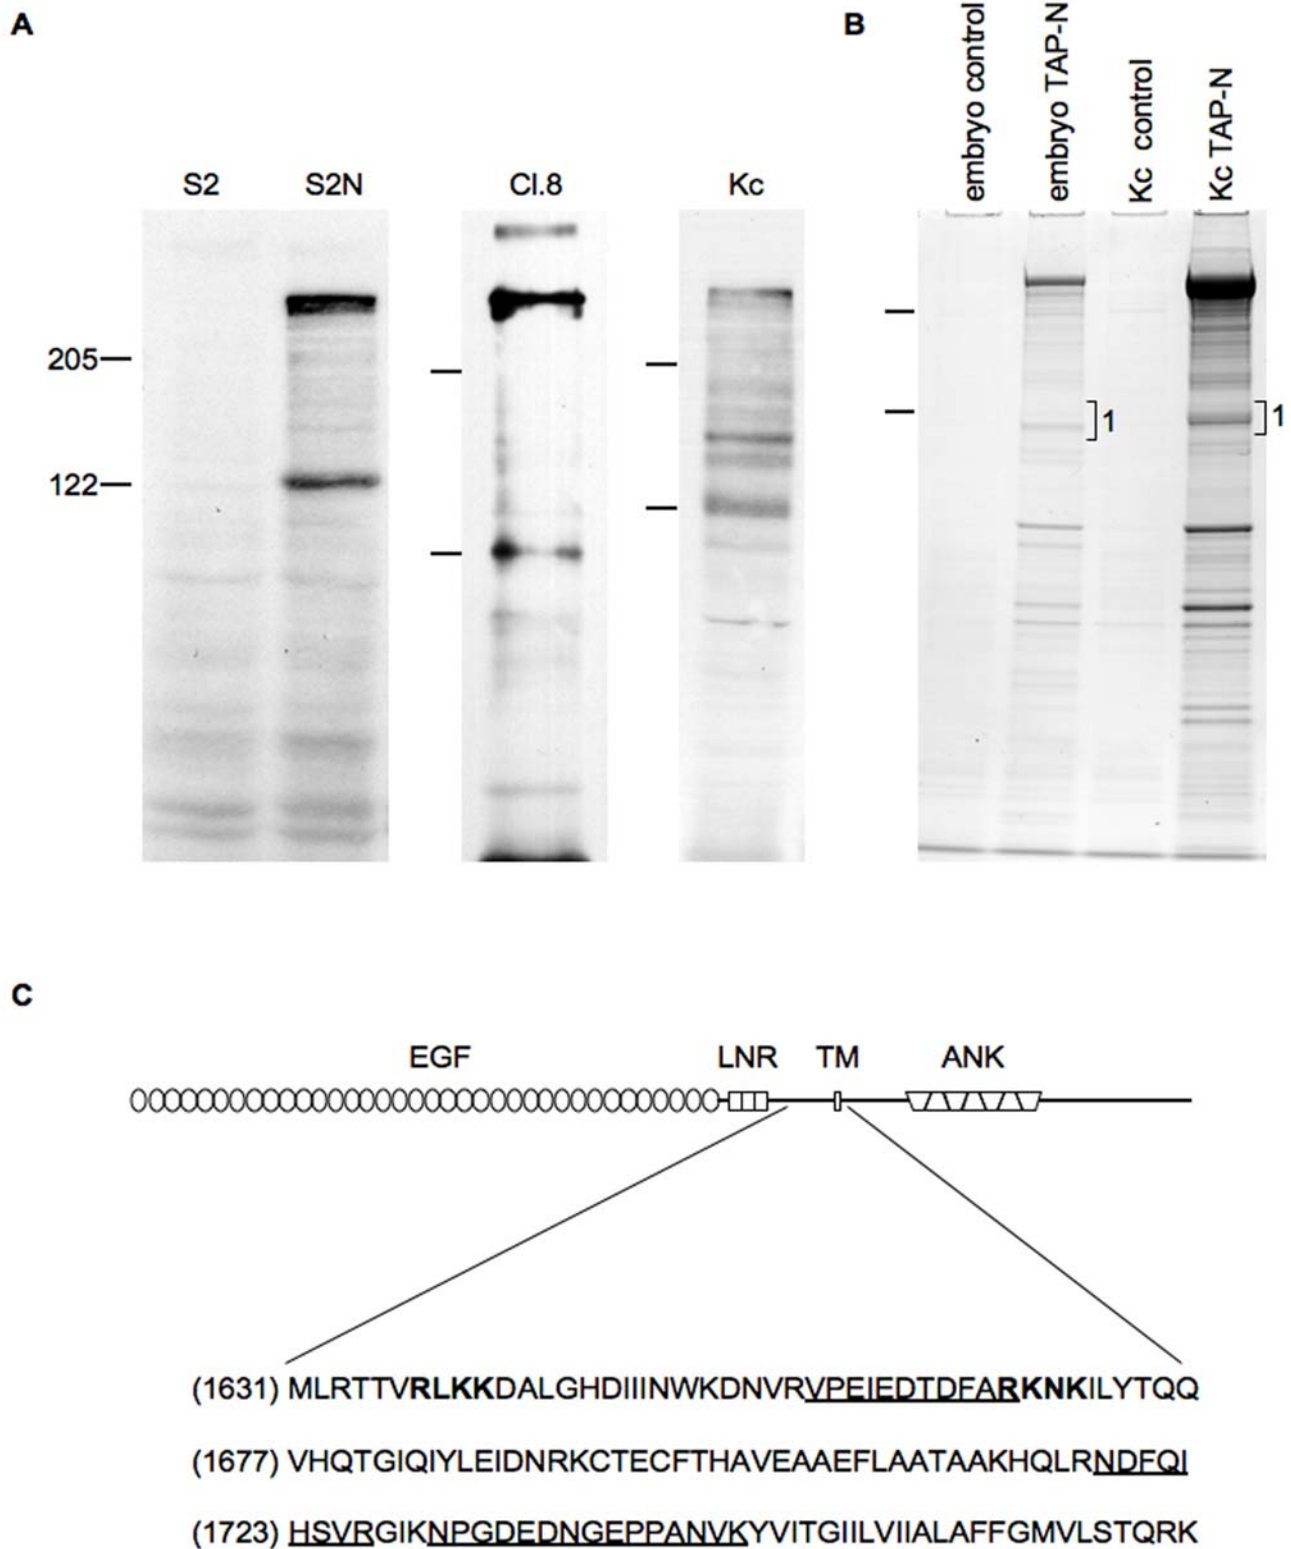 A
B
embryo control
embryo TAP-N
Kc control
Kc TAP-N
S2
S2N
Cl.8
Kc
205
122
1
1
C
EGF
LNR
TM
ANK
(1631) MLRTTVRLKKDALGHDIIINWKDNVRVPEIEDTDFARKNKILYTQQ
(1677) VHQTGIQIYLEIDNRKCTECFTHAVEAAEFLAATAAKHQLRNDFQI
(1723) HSVRGIKNPGDEDNGEPPANVKYVITGIILVIIALAFFGMVLSTQRK